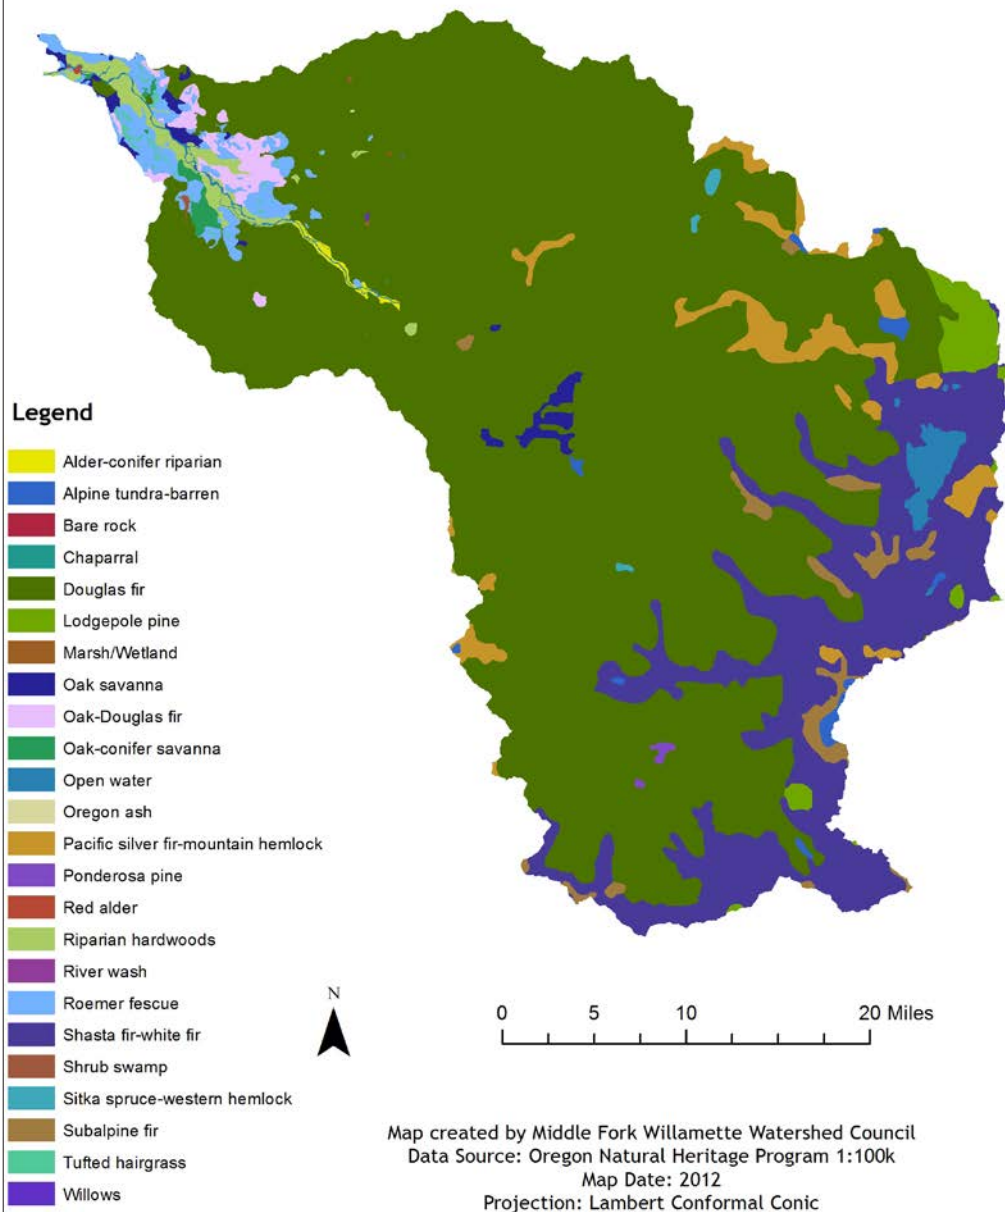 Legend
Alder-conifer riparian
Alpine tundra-barren
Bare rock
Chaparral
Douglas fir
Lodgepole pine
Marsh/Wetland
Oak savanna
Oak-Douglas fir
Oak-conifer savanna
Open water
Oregon ash
Pacific silver fir-mountain hemlock
Ponderosa pine
Red alder
Riparian hardwoods
River wash
Roemer fescue
Shasta fir-white fir
Shrub swamp
Sitka spruce-western hemlock
Subalpine fir
Tufted hairgrass
Willows
N
0 5 10 20 Miles
Map created by Middle Fork Willamette Watershed Council
Data Source: Oregon Natural Heritage Program 1:100k
Map Date: 2012
Projection: Lambert Conformal Conic